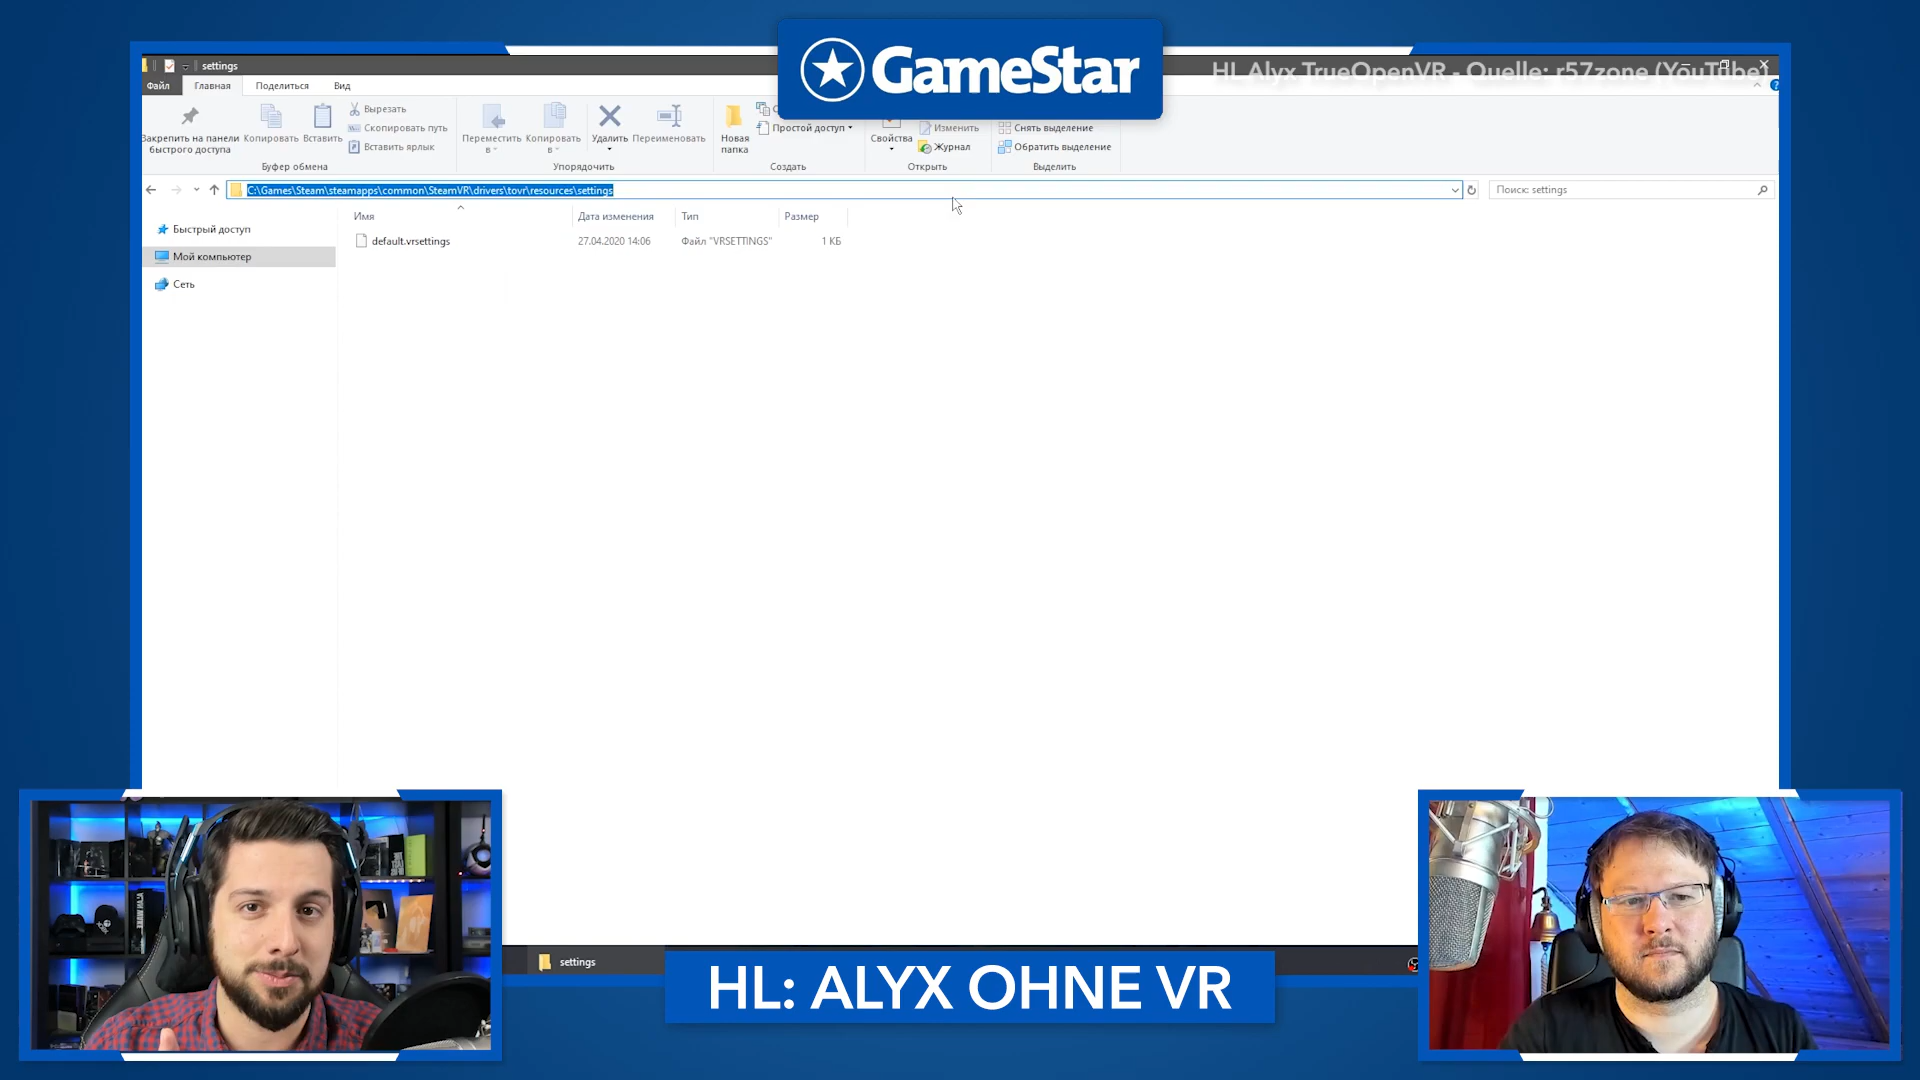 GameStar
HL Alyx TrueOpenVR - Quelle: r57zone (YouTube)
settings
Файл Главная Поделиться Вид
Закрепить на панели быстрого доступа
Копировать
Вставить
Вырезать
Скопировать путь
Вставить ярлык
Буфер обмена
Переместить в
Копировать в
Удалить
Переименовать
Упорядочить
Новая папка
Простой доступ
Создать
Свойства
Изменить
Журнал
Открыть
Снять выделение
Обратить выделение
Выделить
C:\Games\Steam\steamapps\common\SteamVR\drivers\tovr\resources\settings
Поиск: settings
Имя Дата изменения Тип Размер
default.vrsettings 27.04.2020 14:06 Файл "VRSETTINGS" 1 КБ
Быстрый доступ
Мой компьютер
Сеть
settings
HL: ALYX OHNE VR